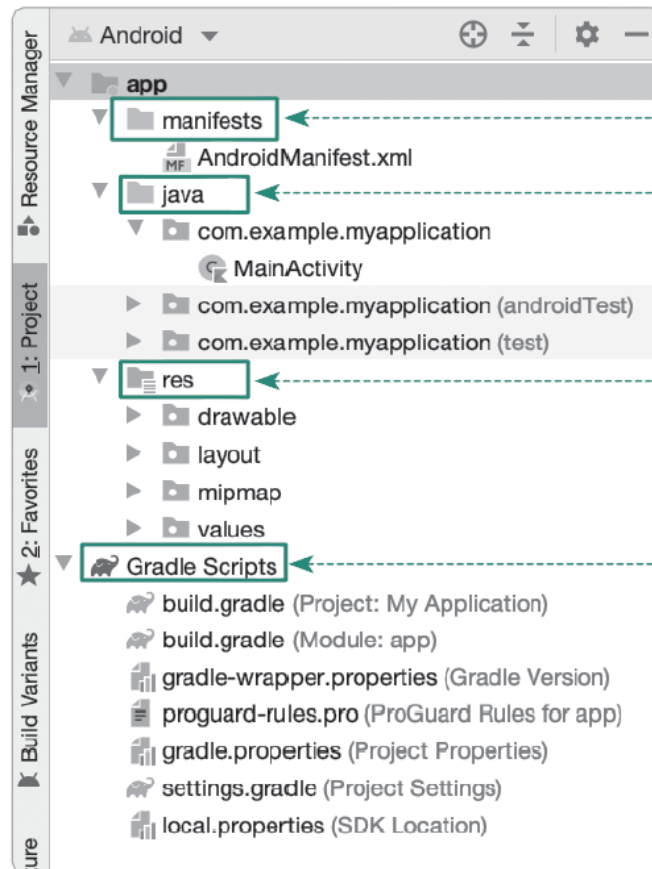 Android
app
manifests
AndroidManifest.xml
java
com.example.myapplication
MainActivity
com.example.myapplication (androidTest)
com.example.myapplication (test)
res
drawable
layout
mipmap
values
Gradle Scripts
build.gradle (Project: My Application)
build.gradle (Module: app)
gradle-wrapper.properties (Gradle Version)
proguard-rules.pro (ProGuard Rules for app)
gradle.properties (Project Properties)
settings.gradle (Project Settings)
local.properties (SDK Location)
Resource Manager
1: Project
2: Favorites
Build Variants